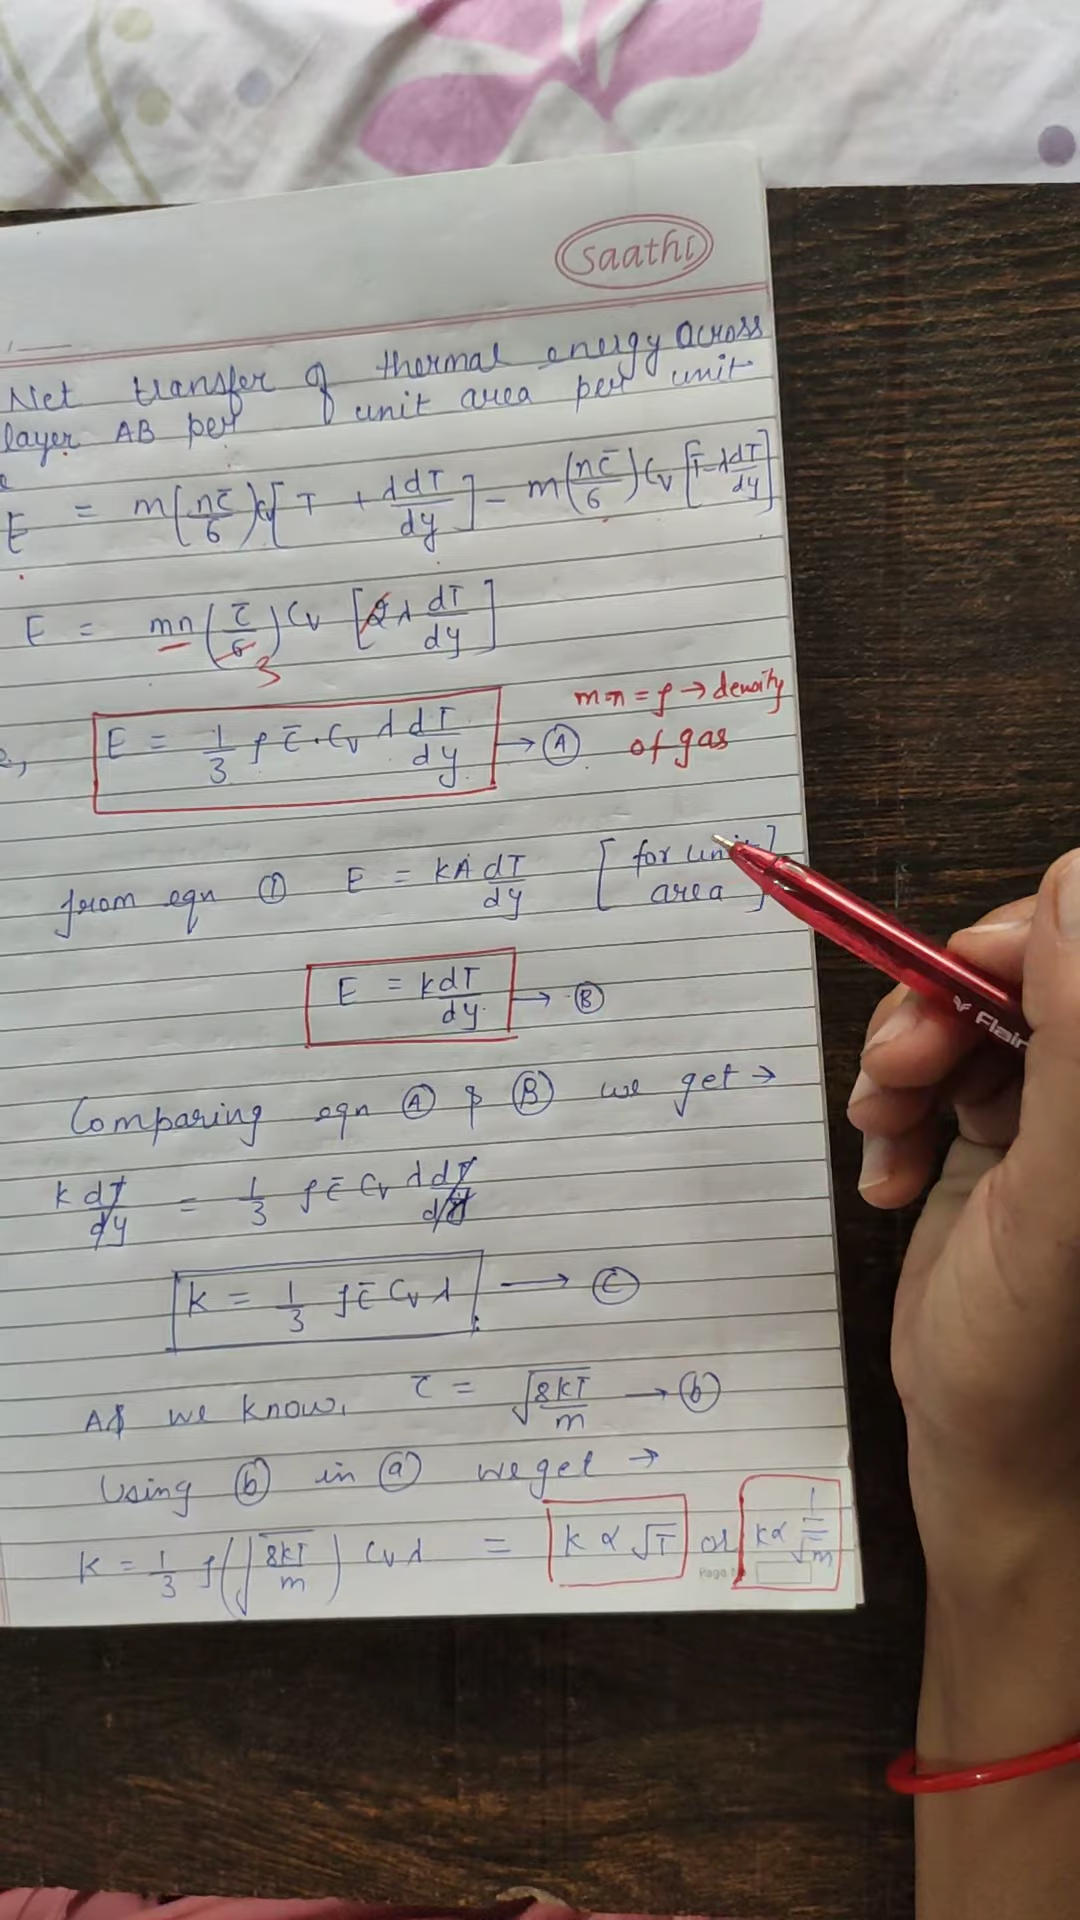 Saathi
Net transfer of thermal energy across
layer AB per unit area per unit
E = m(nc̄/6)Cv[T + λdT/dy] - m(nc̄/6)Cv[T-λdT/dy]
E = mn(c̄/6)Cv [2λ dT/dy]
3
m·n = ρ → density
of gas
E = 1/3 ρ c̄·Cv λ dT/dy → (A)
from eqn (1) E = KA dT/dy [for unit
area]
E = KdT/dy → (B)
Comparing eqn (A) & (B) we get →
K dT/dy = 1/3 ρ c̄ Cv λ dT/dy
K = 1/3 ρ c̄ Cv λ → (C)
As we know, c̄ = √8KT/m → (b)
Using (b) in (a) we get →
K = 1/3 ρ(√8KT/m) Cv λ = K ∝ √T or K ∝ 1/√m
Page
Flair